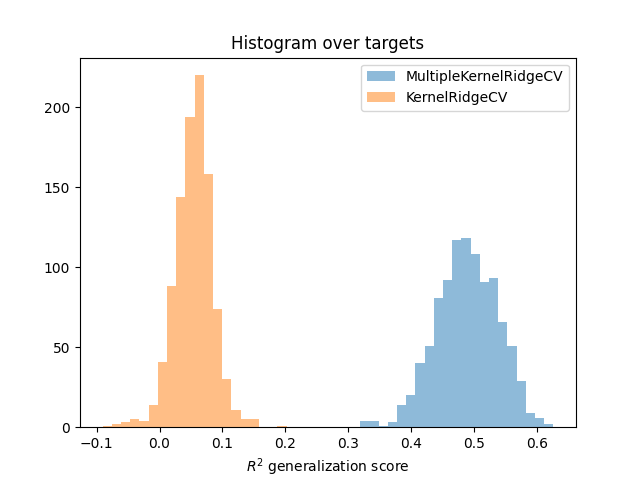 Histogram over targets
MultipleKernelRidgeCV
KernelRidgeCV
200
150
100
50
0
−0.1 0.0 0.1 0.2 0.3 0.4 0.5 0.6
R² generalization score